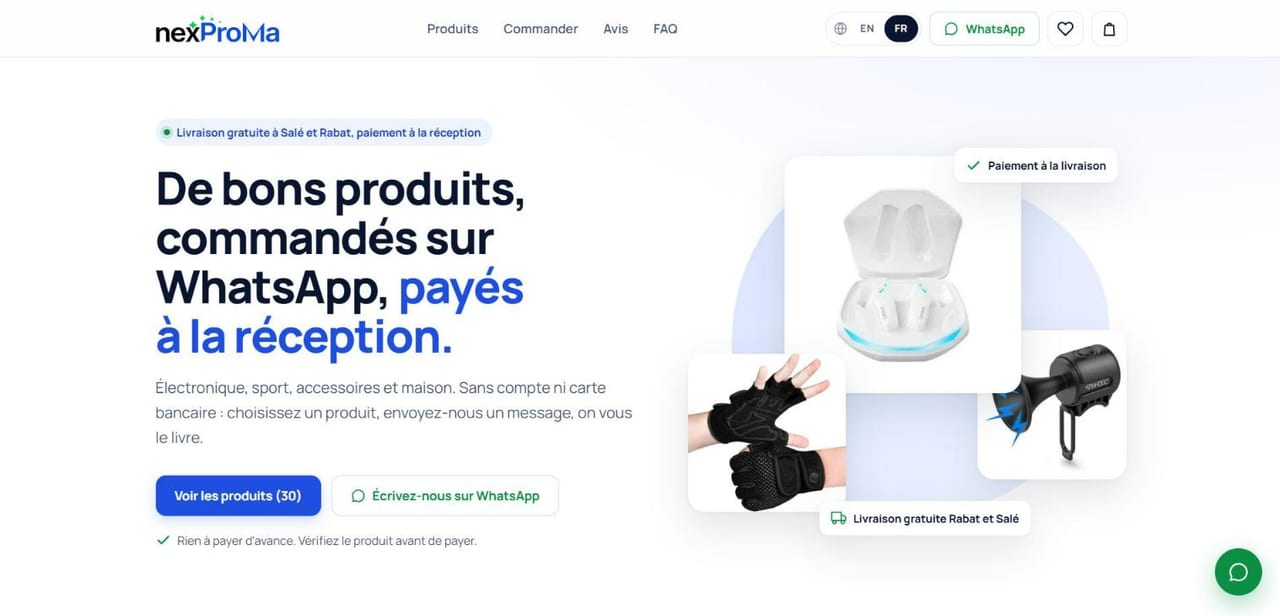 nexProMa
Produits
Commander
Avis
FAQ
EN
FR
WhatsApp
Livraison gratuite à Salé et Rabat, paiement à la réception
De bons produits,
commandés sur
WhatsApp, payés
à la réception.
Électronique, sport, accessoires et maison. Sans compte ni carte
bancaire : choisissez un produit, envoyez-nous un message, on vous
le livre.
Voir les produits (30)
Écrivez-nous sur WhatsApp
Rien à payer d'avance. Vérifiez le produit avant de payer.
Paiement à la livraison
Livraison gratuite Rabat et Salé